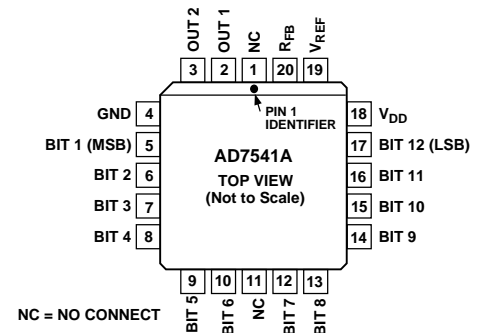 OUT 2
OUT 1
NC
RFB
VREF
3
2
1
20
19
GND 4
BIT 1 (MSB) 5
BIT 2 6
BIT 3 7
BIT 4 8
PIN 1
IDENTIFIER
AD7541A
TOP VIEW
(Not to Scale)
18 VDD
17 BIT 12 (LSB)
16 BIT 11
15 BIT 10
14 BIT 9
9
10
11
12
13
BIT 5
BIT 6
NC
BIT 7
BIT 8
NC = NO CONNECT